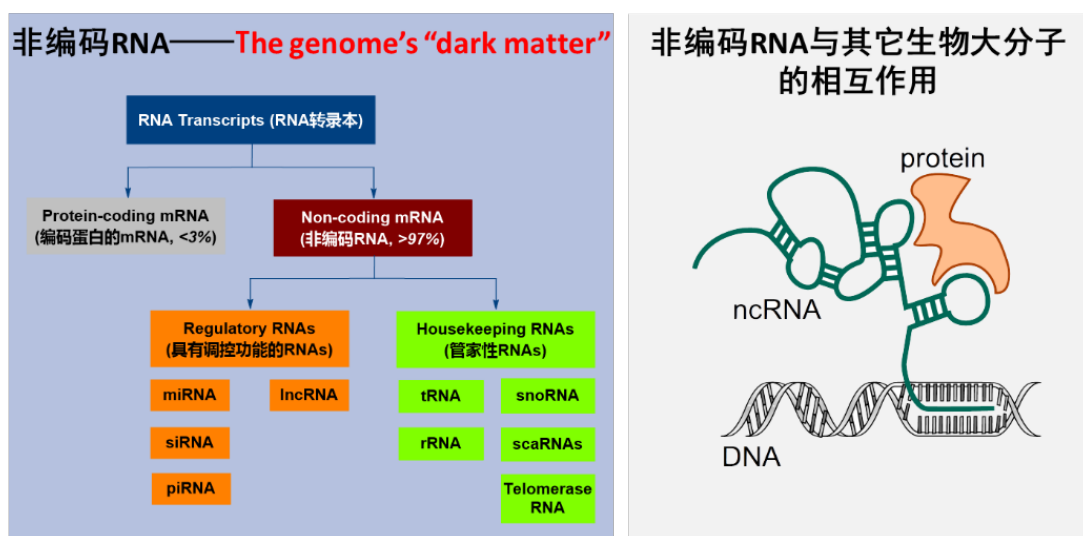 非编码RNA——The genome's “dark matter”
RNA Transcripts (RNA转录本)
Protein-coding mRNA
(编码蛋白的mRNA, <3%)
Non-coding mRNA
(非编码RNA, >97%)
Regulatory RNAs
(具有调控功能的RNAs)
Housekeeping RNAs
(管家性RNAs)
miRNA
lncRNA
siRNA
piRNA
tRNA
snoRNA
rRNA
scaRNAs
Telomerase
RNA
非编码RNA与其它生物大分子
的相互作用
protein
ncRNA
DNA